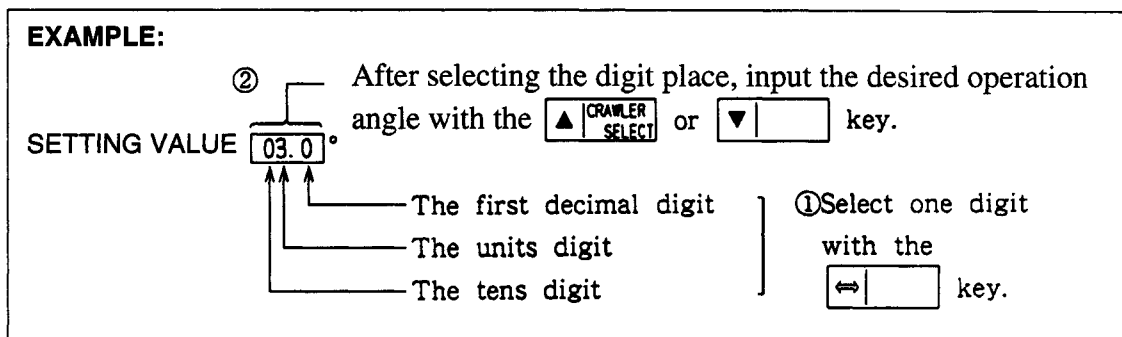 EXAMPLE:
② After selecting the digit place, input the desired operation
angle with the ▲ CRAWLER SELECT or ▼ key.
SETTING VALUE 03.0°
The first decimal digit
The units digit
The tens digit
①Select one digit
with the
⇔ key.